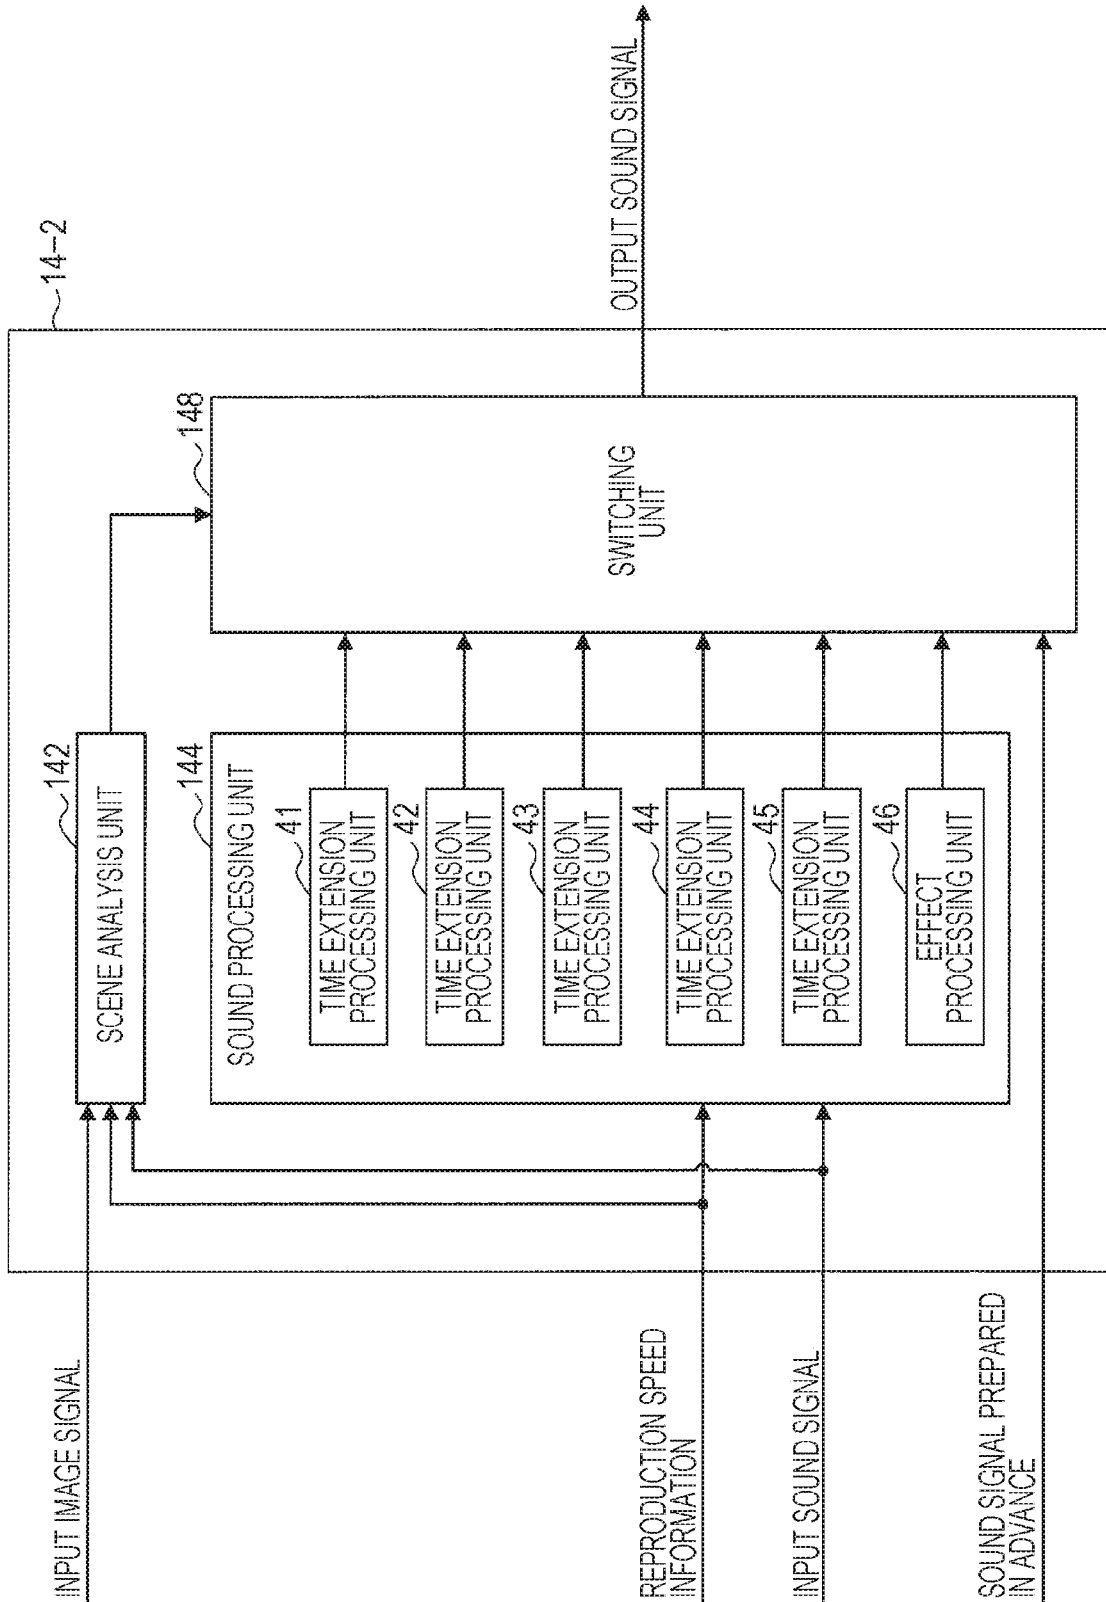 INPUT IMAGE SIGNAL
REPRODUCTION SPEED
INFORMATION
INPUT SOUND SIGNAL
SOUND SIGNAL PREPARED
IN ADVANCE
14-2
142
SCENE ANALYSIS UNIT
144
SOUND PROCESSING UNIT
41
TIME EXTENSION
PROCESSING UNIT
42
TIME EXTENSION
PROCESSING UNIT
43
TIME EXTENSION
PROCESSING UNIT
44
TIME EXTENSION
PROCESSING UNIT
45
TIME EXTENSION
PROCESSING UNIT
46
EFFECT
PROCESSING UNIT
148
SWITCHING
UNIT
OUTPUT SOUND SIGNAL